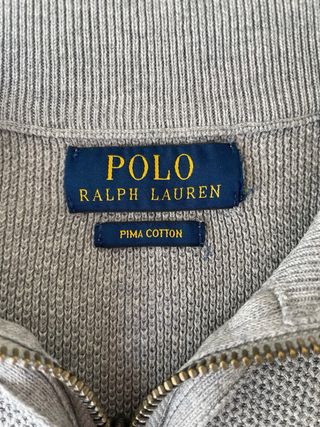 POLO
RALPH LAUREN
PIMA COTTON